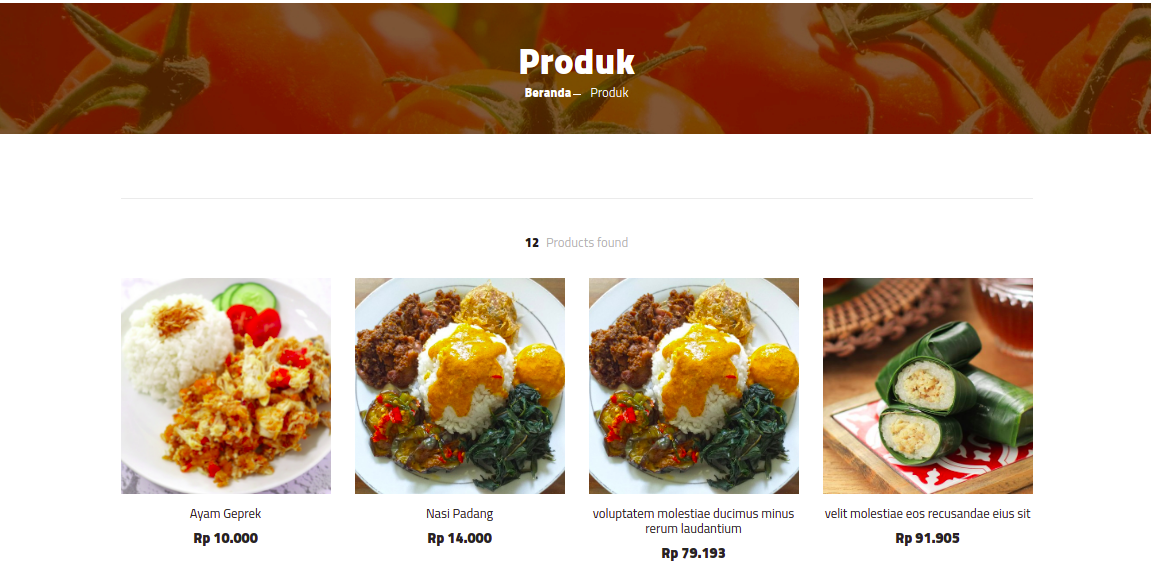 Produk
Beranda — Produk
12 Products found
Ayam Geprek
Rp 10.000
Nasi Padang
Rp 14.000
voluptatem molestiae ducimus minus
rerum laudantium
Rp 79.193
velit molestiae eos recusandae eius sit
Rp 91.905